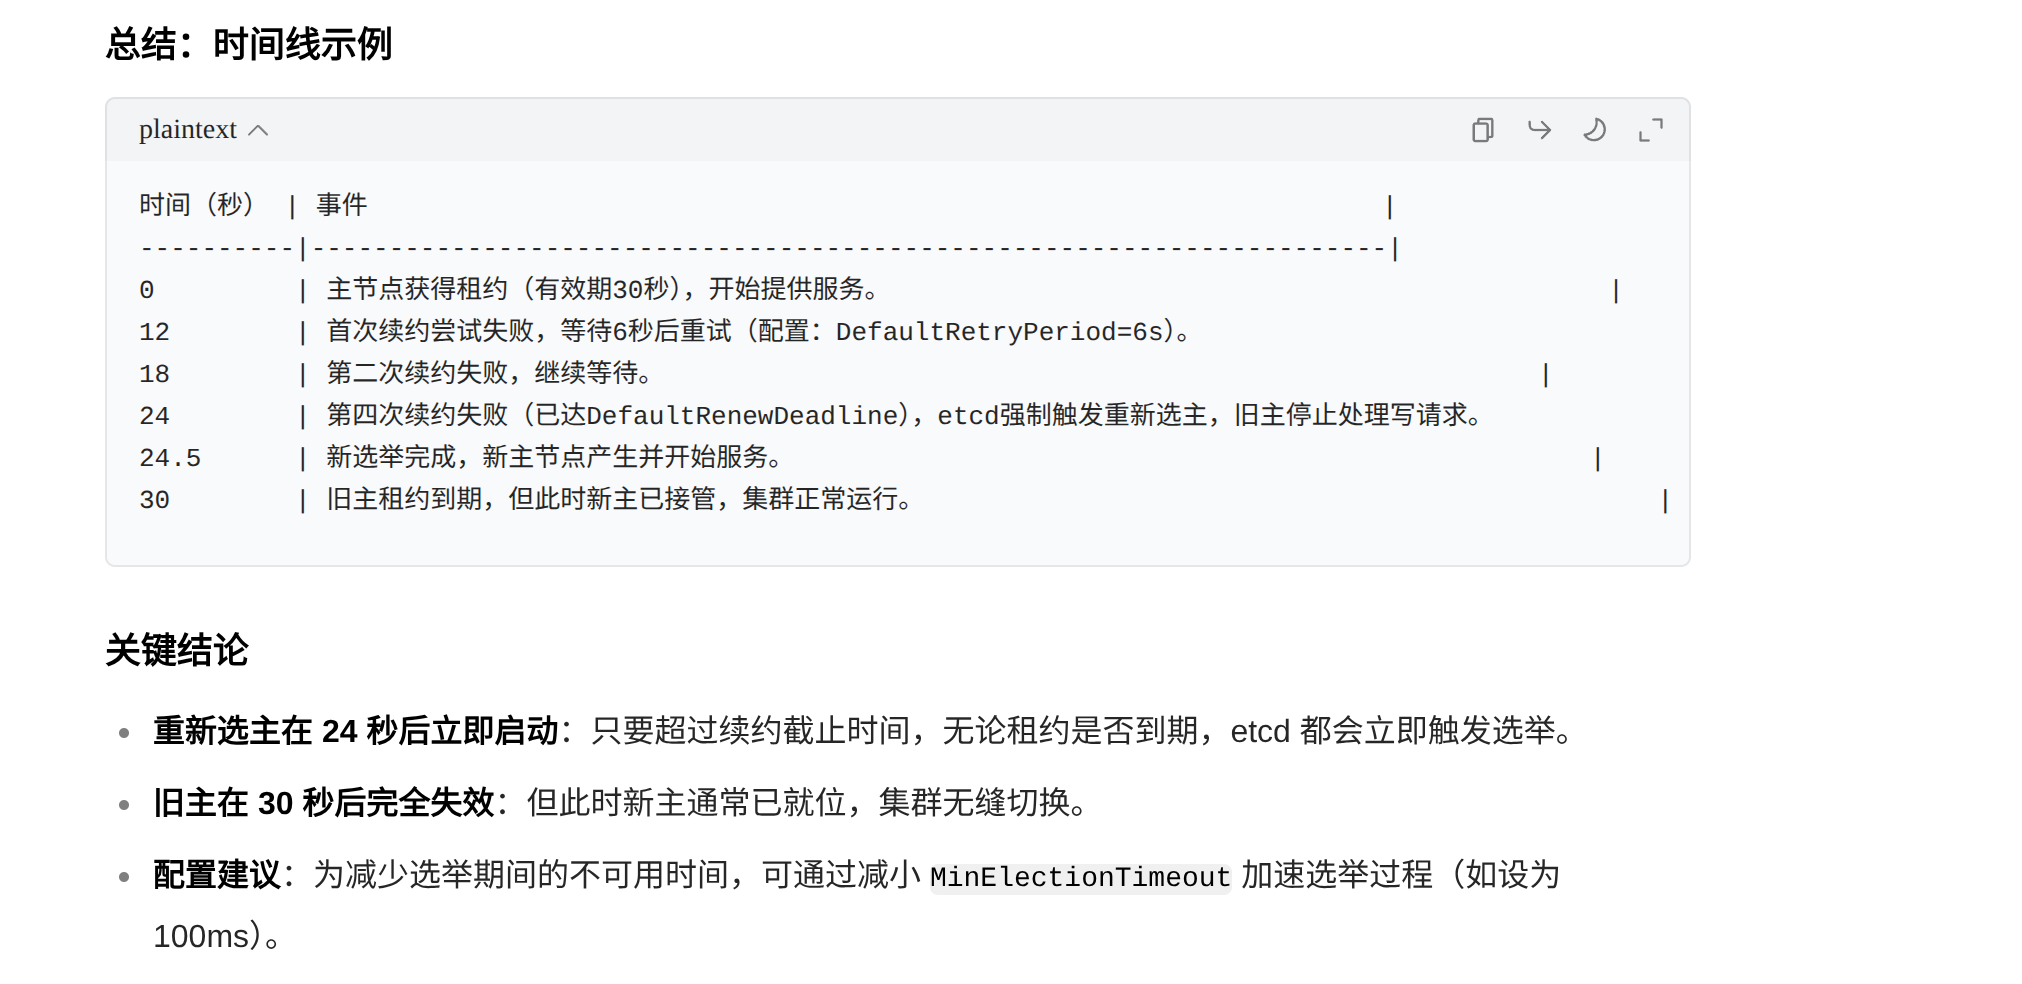 总结：时间线示例
plaintext
时间（秒） | 事件 |
----------|---------------------------------------------------------------------|
0 | 主节点获得租约（有效期30秒），开始提供服务。 |
12 | 首次续约尝试失败，等待6秒后重试（配置：DefaultRetryPeriod=6s）。
18 | 第二次续约失败，继续等待。 |
24 | 第四次续约失败（已达DefaultRenewDeadline），etcd强制触发重新选主，旧主停止处理写请求。
24.5 | 新选举完成，新主节点产生并开始服务。 |
30 | 旧主租约到期，但此时新主已接管，集群正常运行。 |
关键结论
• 重新选主在 24 秒后立即启动：只要超过续约截止时间，无论租约是否到期，etcd 都会立即触发选举。
• 旧主在 30 秒后完全失效：但此时新主通常已就位，集群无缝切换。
• 配置建议：为减少选举期间的不可用时间，可通过减小 MinElectionTimeout 加速选举过程（如设为
100ms）。